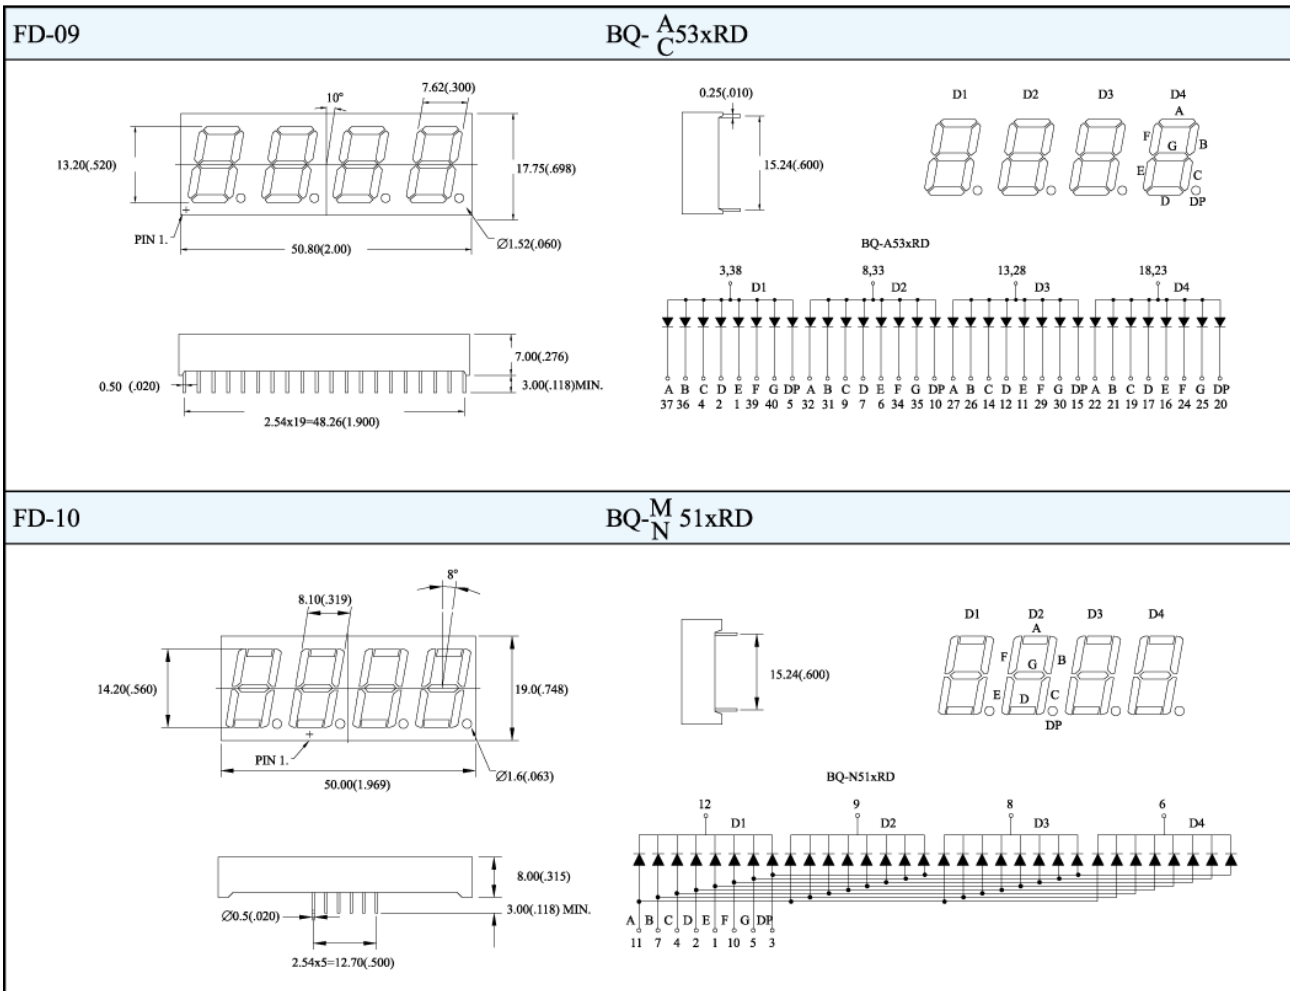 FD-09
BQ- A/C 53xRD
10°
7.62(.300)
13.20(.520)
17.75(.698)
PIN 1.
50.80(2.00)
Ø1.52(.060)
0.25(.010)
15.24(.600)
D1 D2 D3 D4
A
F
B
G
E
C
D
DP
7.00(.276)
0.50 (.020)
3.00(.118)MIN.
2.54x19=48.26(1.900)
BQ-A53xRD
3,38 8,33 13,28 18,23
D1 D2 D3 D4
A B C D E F G DP A B C D E F G DP A B C D E F G DP A B C D E F G DP
37 36 4 2 1 39 40 5 32 31 9 7 6 34 35 10 27 26 14 12 11 29 30 15 22 21 19 17 16 24 25 20
FD-10
BQ- M/N 51xRD
8°
8.10(.319)
14.20(.560)
19.0(.748)
PIN 1.
50.00(1.969)
Ø1.6(.063)
15.24(.600)
D1 D2 D3 D4
A
F
B
G
E
D
C
DP
8.00(.315)
Ø0.5(.020)
3.00(.118) MIN.
2.54x5=12.70(.500)
BQ-N51xRD
12 9 8 6
D1 D2 D3 D4
A B C D E F G DP
11 7 4 2 1 10 5 3